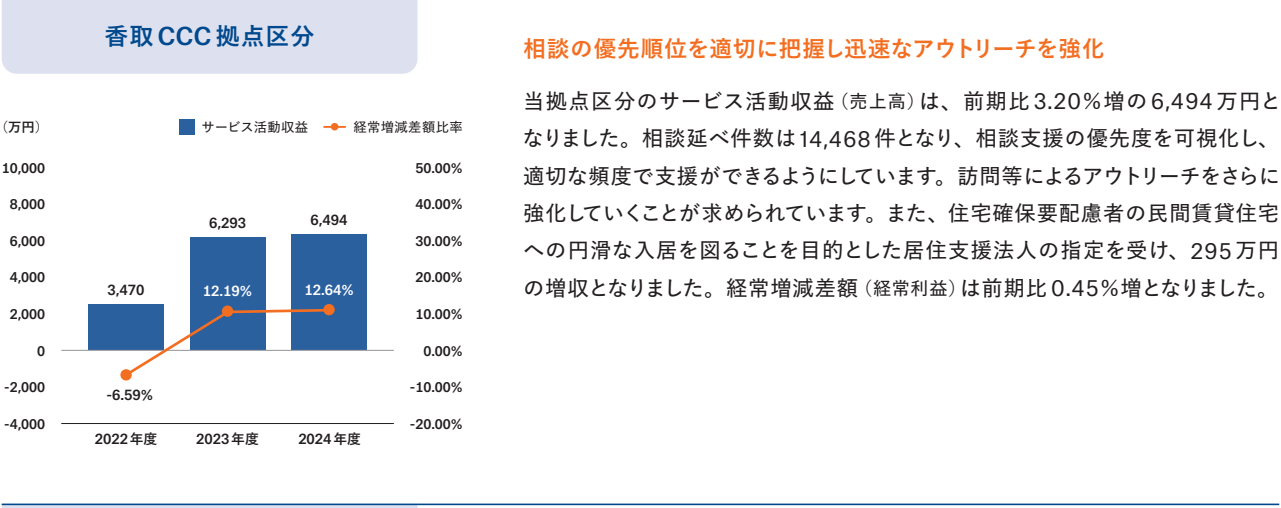 香取CCC拠点区分
(万円)
サービス活動収益
経常増減差額比率
10,000
8,000
6,000
4,000
2,000
0
-2,000
-4,000
50.00%
40.00%
30.00%
20.00%
10.00%
0.00%
-10.00%
-20.00%
3,470
6,293
6,494
-6.59%
12.19%
12.64%
2022年度
2023年度
2024年度
相談の優先順位を適切に把握し迅速なアウトリーチを強化
当拠点区分のサービス活動収益(売上高)は、前期比3.20%増の6,494万円と
なりました。相談延べ件数は14,468件となり、相談支援の優先度を可視化し、
適切な頻度で支援ができるようにしています。訪問等によるアウトリーチをさらに
強化していくことが求められています。また、住宅確保要配慮者の民間賃貸住宅
への円滑な入居を図ることを目的とした居住支援法人の指定を受け、295万円
の増収となりました。経常増減差額(経常利益)は前期比0.45%増となりました。